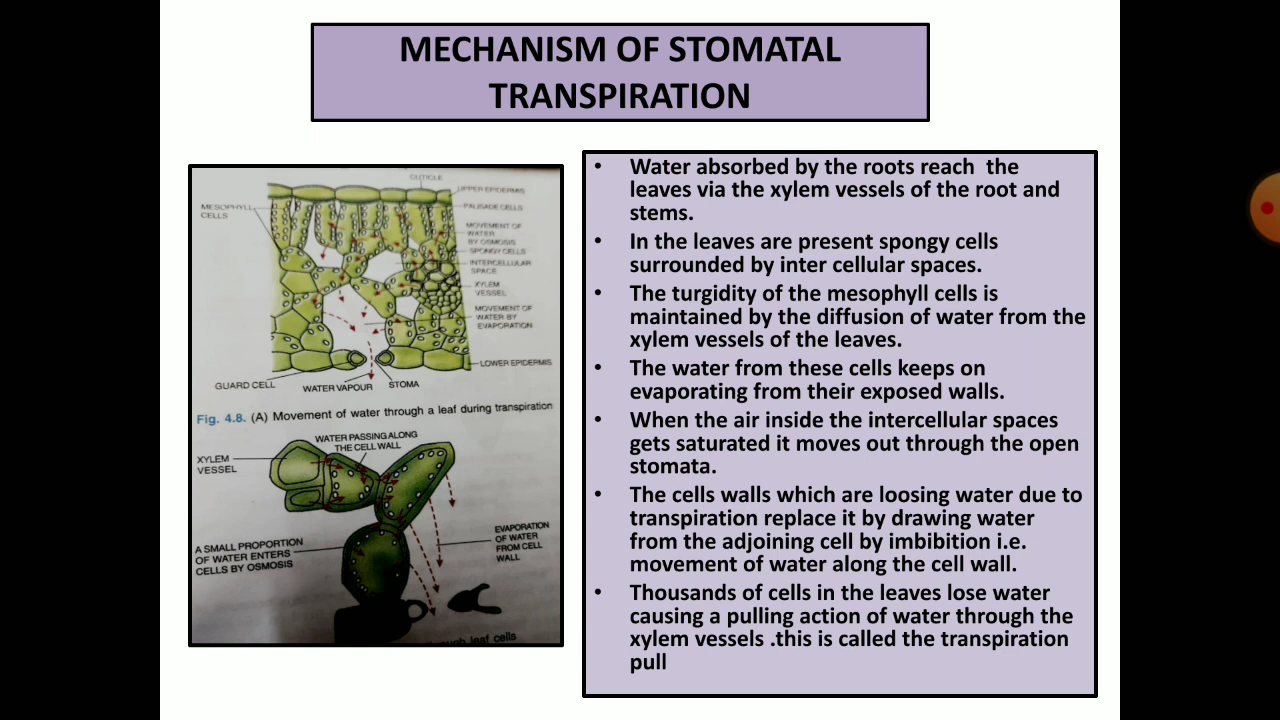 MECHANISM OF STOMATAL
TRANSPIRATION
CUTICLE
UPPER EPIDERMIS
MESOPHYLL
CELLS
PALISADE CELLS
MOVEMENT OF
WATER
BY OSMOSIS
SPONGY CELLS
INTERCELLULAR
SPACE
XYLEM
VESSEL
MOVEMENT OF
WATER BY
EVAPORATION
LOWER EPIDERMIS
GUARD CELL
WATER VAPOUR
STOMA
Fig. 4.8. (A) Movement of water through a leaf during transpiration
WATER PASSING ALONG
THE CELL WALL
XYLEM
VESSEL
A SMALL PROPORTION
OF WATER ENTERS
CELLS BY OSMOSIS
EVAPORATION
OF WATER
FROM CELL
WALL
leaf cells
• Water absorbed by the roots reach the
leaves via the xylem vessels of the root and
stems.
• In the leaves are present spongy cells
surrounded by inter cellular spaces.
• The turgidity of the mesophyll cells is
maintained by the diffusion of water from the
xylem vessels of the leaves.
• The water from these cells keeps on
evaporating from their exposed walls.
• When the air inside the intercellular spaces
gets saturated it moves out through the open
stomata.
• The cells walls which are loosing water due to
transpiration replace it by drawing water
from the adjoining cell by imbibition i.e.
movement of water along the cell wall.
• Thousands of cells in the leaves lose water
causing a pulling action of water through the
xylem vessels .this is called the transpiration
pull